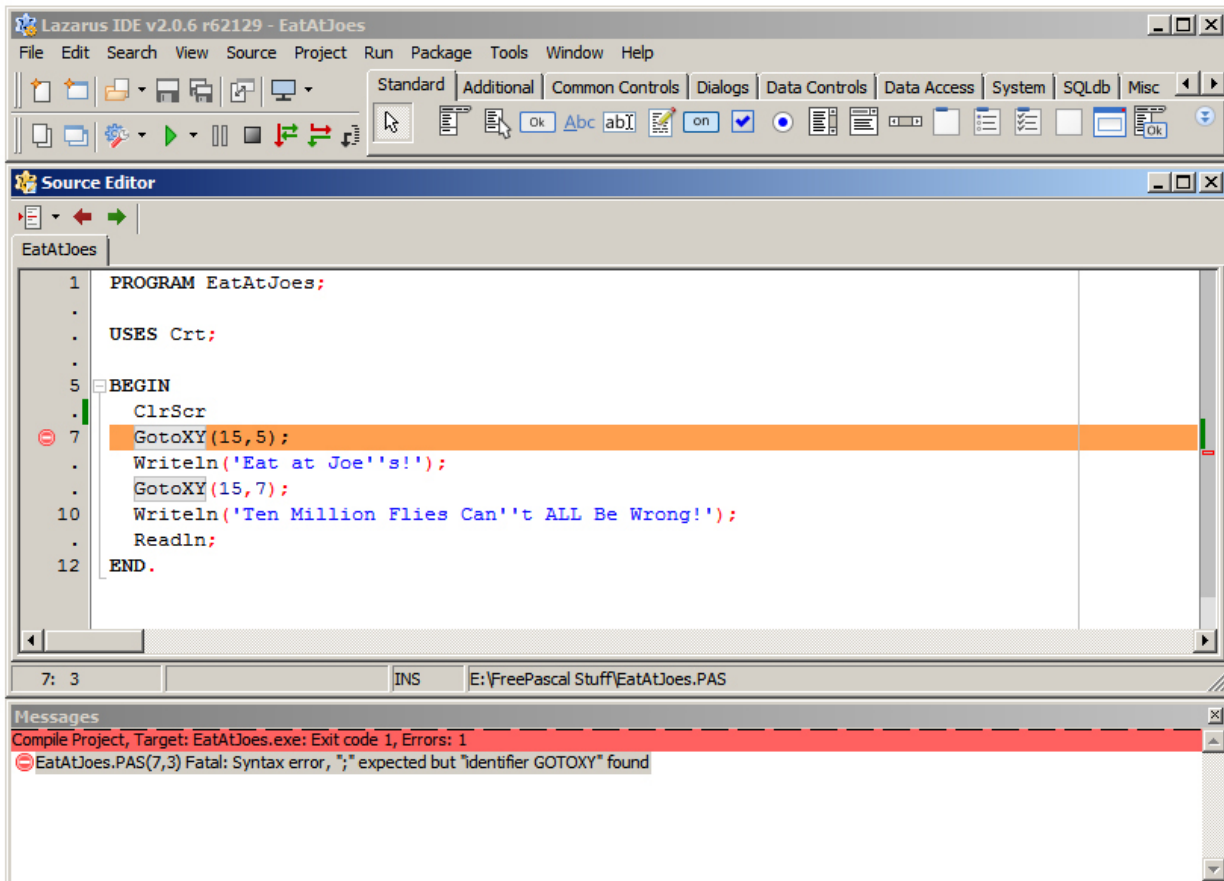 Lazarus IDE v2.0.6 r62129 - EatAtJoes
File Edit Search View Source Project Run Package Tools Window Help
Standard Additional Common Controls Dialogs Data Controls Data Access System SQLdb Misc
Ok Abc abI on Ok
Source Editor
EatAtJoes
1 PROGRAM EatAtJoes;
.
. USES Crt;
.
5 BEGIN
. ClrScr
7 GotoXY(15,5);
. Writeln('Eat at Joe''s!');
. GotoXY(15,7);
10 Writeln('Ten Million Flies Can''t ALL Be Wrong!');
. Readln;
12 END.
7: 3 INS E:\FreePascal Stuff\EatAtJoes.PAS
Messages
Compile Project, Target: EatAtJoes.exe: Exit code 1, Errors: 1
EatAtJoes.PAS(7,3) Fatal: Syntax error, ";" expected but "identifier GOTOXY" found